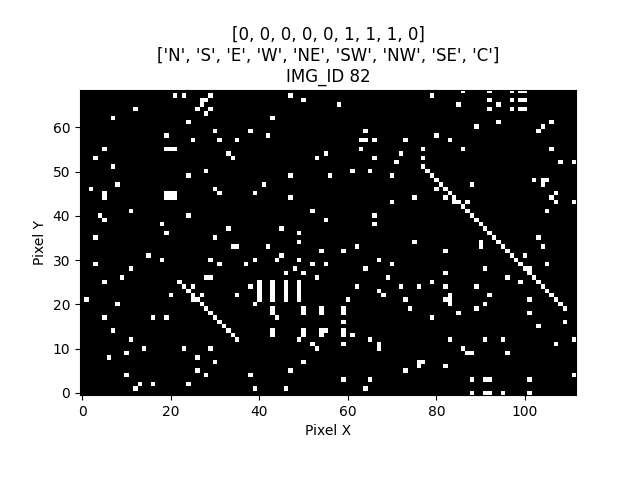 [0, 0, 0, 0, 0, 1, 1, 1, 0]
['N', 'S', 'E', 'W', 'NE', 'SW', 'NW', 'SE', 'C']
IMG_ID 82
60
50
40
30
20
10
0
Pixel Y
0 20 40 60 80 100
Pixel X